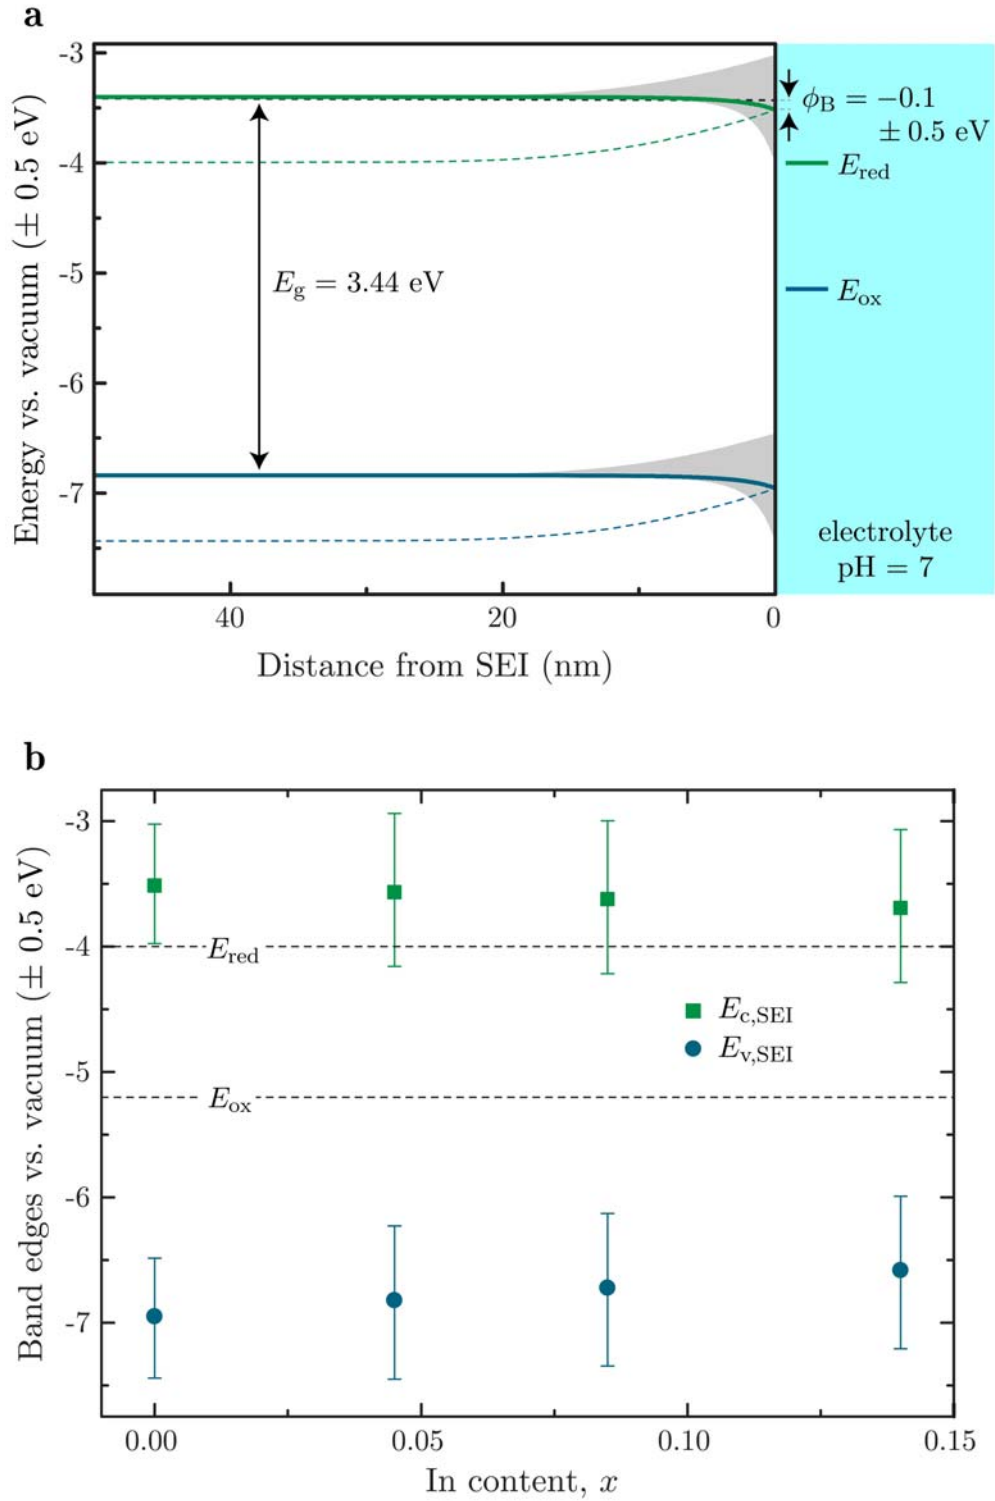 a
Energy vs. vacuum (± 0.5 eV)
-3
-4
-5
-6
-7
E_g = 3.44 eV
ϕ_B = −0.1
± 0.5 eV
E_red
E_ox
electrolyte
pH = 7
40
20
0
Distance from SEI (nm)
b
Band edges vs. vacuum (± 0.5 eV)
-3
-4
-5
-6
-7
E_red
E_c,SEI
E_v,SEI
E_ox
0.00
0.05
0.10
0.15
In content, x